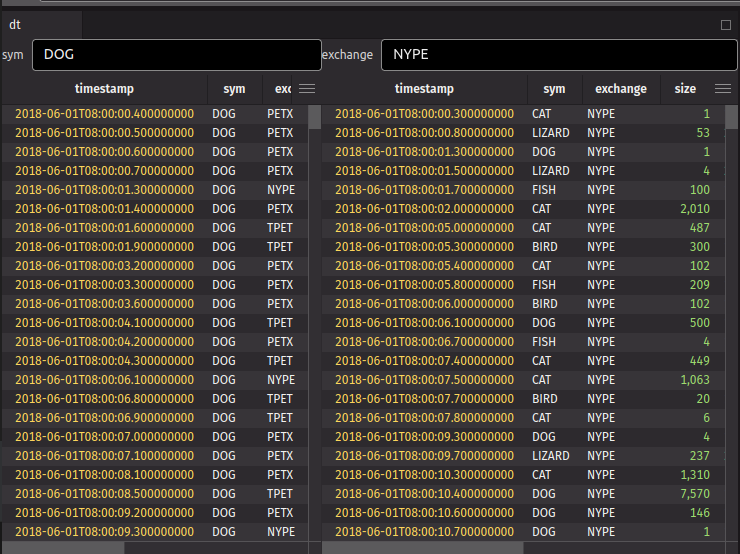 dt
sym DOG exchange NYPE
timestamp sym exc timestamp sym exchange size
2018-06-01T08:00:00.400000000 DOG PETX 2018-06-01T08:00:00.300000000 CAT NYPE 1
2018-06-01T08:00:00.500000000 DOG PETX 2018-06-01T08:00:00.800000000 LIZARD NYPE 53
2018-06-01T08:00:00.600000000 DOG PETX 2018-06-01T08:00:01.300000000 DOG NYPE 1
2018-06-01T08:00:00.700000000 DOG PETX 2018-06-01T08:00:01.500000000 LIZARD NYPE 4
2018-06-01T08:00:01.300000000 DOG NYPE 2018-06-01T08:00:01.700000000 FISH NYPE 100
2018-06-01T08:00:01.400000000 DOG PETX 2018-06-01T08:00:02.000000000 CAT NYPE 2,010
2018-06-01T08:00:01.600000000 DOG TPET 2018-06-01T08:00:05.000000000 CAT NYPE 487
2018-06-01T08:00:01.900000000 DOG TPET 2018-06-01T08:00:05.300000000 BIRD NYPE 300
2018-06-01T08:00:03.200000000 DOG PETX 2018-06-01T08:00:05.400000000 CAT NYPE 102
2018-06-01T08:00:03.300000000 DOG PETX 2018-06-01T08:00:05.800000000 FISH NYPE 209
2018-06-01T08:00:03.600000000 DOG PETX 2018-06-01T08:00:06.000000000 BIRD NYPE 102
2018-06-01T08:00:04.100000000 DOG TPET 2018-06-01T08:00:06.100000000 DOG NYPE 500
2018-06-01T08:00:04.200000000 DOG PETX 2018-06-01T08:00:06.700000000 FISH NYPE 4
2018-06-01T08:00:04.300000000 DOG TPET 2018-06-01T08:00:07.400000000 CAT NYPE 449
2018-06-01T08:00:06.100000000 DOG NYPE 2018-06-01T08:00:07.500000000 CAT NYPE 1,063
2018-06-01T08:00:06.800000000 DOG TPET 2018-06-01T08:00:07.700000000 BIRD NYPE 20
2018-06-01T08:00:06.900000000 DOG TPET 2018-06-01T08:00:07.800000000 CAT NYPE 6
2018-06-01T08:00:07.000000000 DOG PETX 2018-06-01T08:00:09.300000000 DOG NYPE 4
2018-06-01T08:00:07.100000000 DOG PETX 2018-06-01T08:00:09.700000000 LIZARD NYPE 237
2018-06-01T08:00:08.100000000 DOG PETX 2018-06-01T08:00:10.300000000 CAT NYPE 1,310
2018-06-01T08:00:08.500000000 DOG TPET 2018-06-01T08:00:10.400000000 DOG NYPE 7,570
2018-06-01T08:00:09.200000000 DOG PETX 2018-06-01T08:00:10.600000000 DOG NYPE 146
2018-06-01T08:00:09.300000000 DOG NYPE 2018-06-01T08:00:10.700000000 DOG NYPE 1